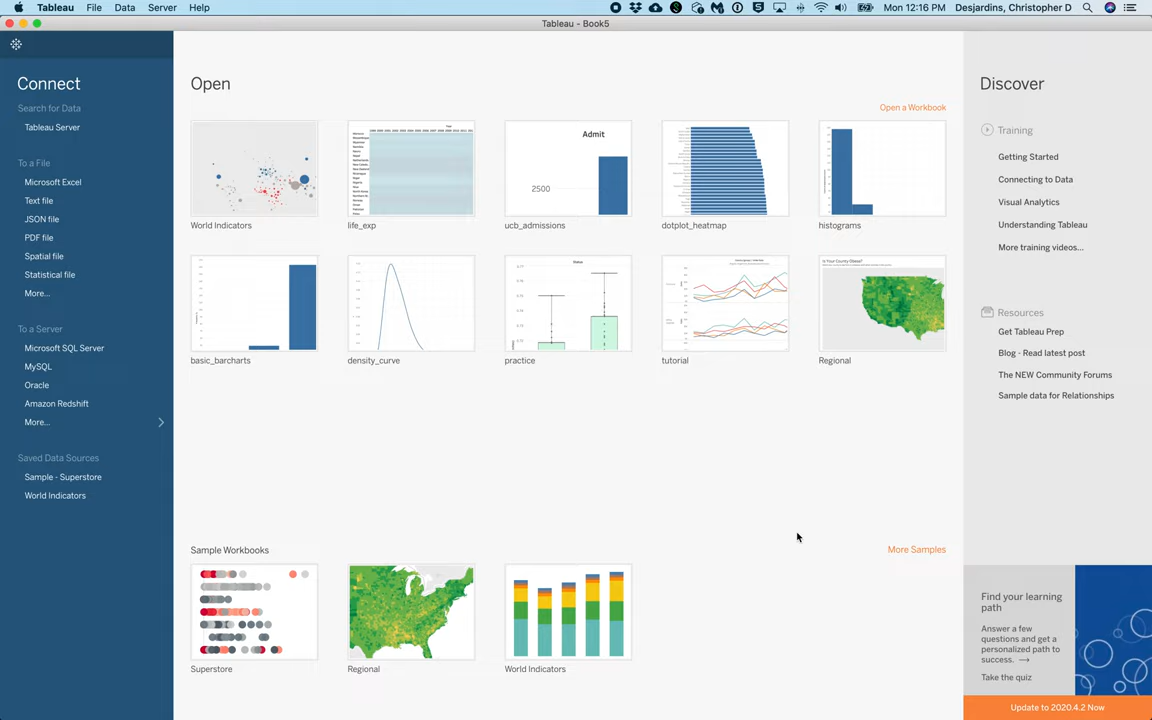 Tableau File Data Server Help Mon 12:16 PM Desjardins, Christopher D
Tableau - Book5
Connect
Search for Data
Tableau Server
To a File
Microsoft Excel
Text file
JSON file
PDF file
Spatial file
Statistical file
More...
To a Server
Microsoft SQL Server
MySQL
Oracle
Amazon Redshift
More...
Saved Data Sources
Sample - Superstore
World Indicators
Open
Open a Workbook
Admit
2500
World Indicators
life_exp
ucb_admissions
dotplot_heatmap
histograms
Is Your County Obese?
basic_barcharts
density_curve
practice
tutorial
Regional
Sample Workbooks
More Samples
Superstore
Regional
World Indicators
Discover
Training
Getting Started
Connecting to Data
Visual Analytics
Understanding Tableau
More training videos...
Resources
Get Tableau Prep
Blog - Read latest post
The NEW Community Forums
Sample data for Relationships
Find your learning
path
Answer a few
questions and get a
personalized path to
success. →
Take the quiz
Update to 2020.4.2 Now